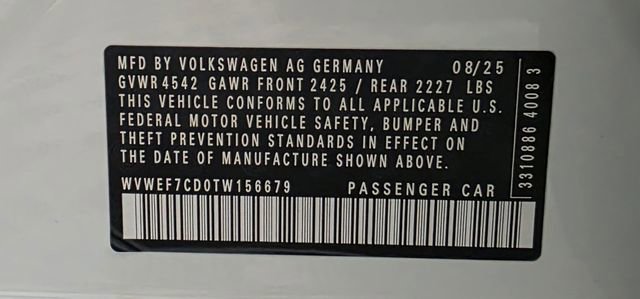 MFD BY VOLKSWAGEN AG GERMANY 08/25
GVWR 4542 GAWR FRONT 2425 / REAR 2227 LBS
THIS VEHICLE CONFORMS TO ALL APPLICABLE U.S.
FEDERAL MOTOR VEHICLE SAFETY, BUMPER AND
THEFT PREVENTION STANDARDS IN EFFECT ON
THE DATE OF MANUFACTURE SHOWN ABOVE.
WVWEF7CD0TW156679 PASSENGER CAR
3310886 4008 3